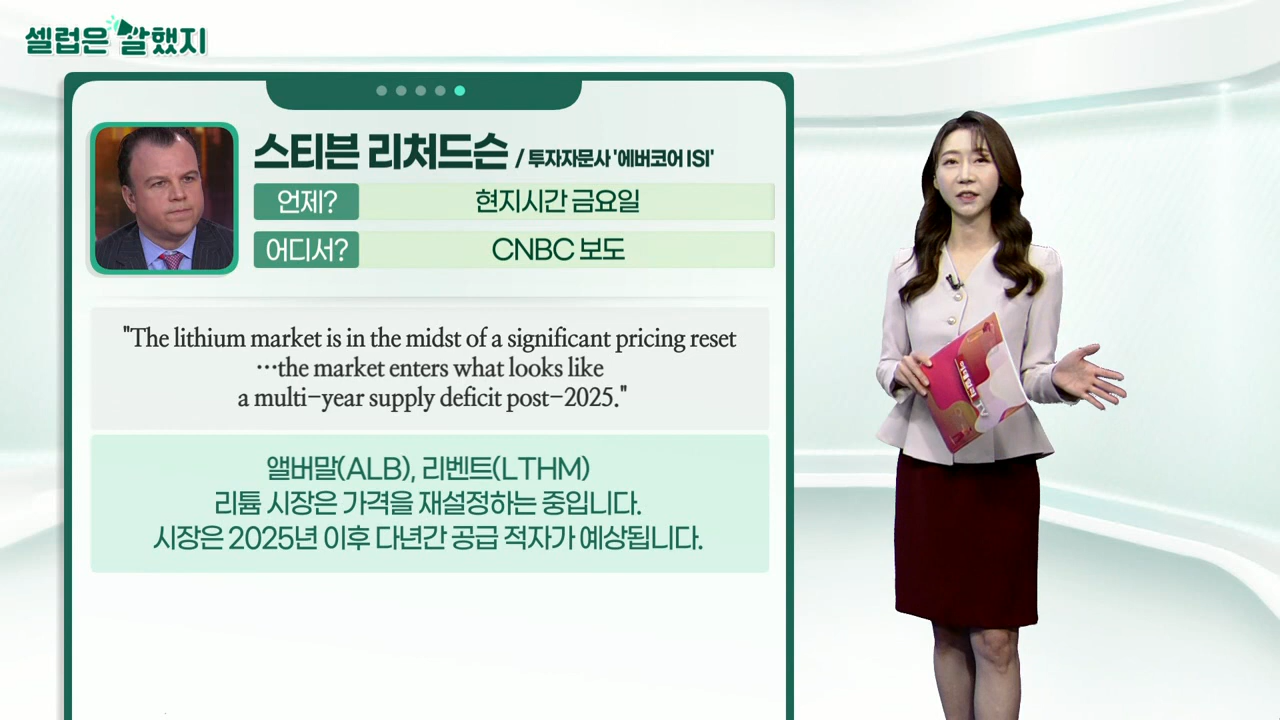 셀럽은 말했지
스티븐 리처드슨 / 투자자문사 '에버코어 ISI'
언제? 현지시간 금요일
어디서? CNBC 보도
"The lithium market is in the midst of a significant pricing reset
…the market enters what looks like
a multi-year supply deficit post-2025."
앨버말(ALB), 리벤트(LTHM)
리튬 시장은 가격을 재설정하는 중입니다.
시장은 2025년 이후 다년간 공급 적자가 예상됩니다.